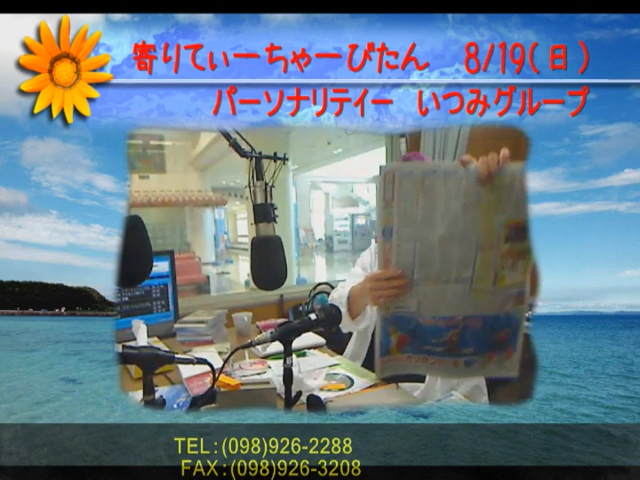 寄りてぃーちゃーびたん 8/19(日)
パーソナリティー いつみグループ
TEL:(098)926-2288
FAX:(098)926-3208